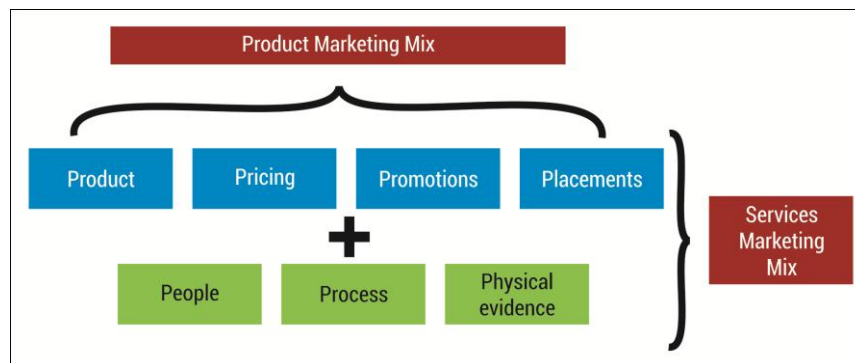 Product Marketing Mix
Product
Pricing
Promotions
Placements
+
People
Process
Physical
evidence
Services
Marketing
Mix